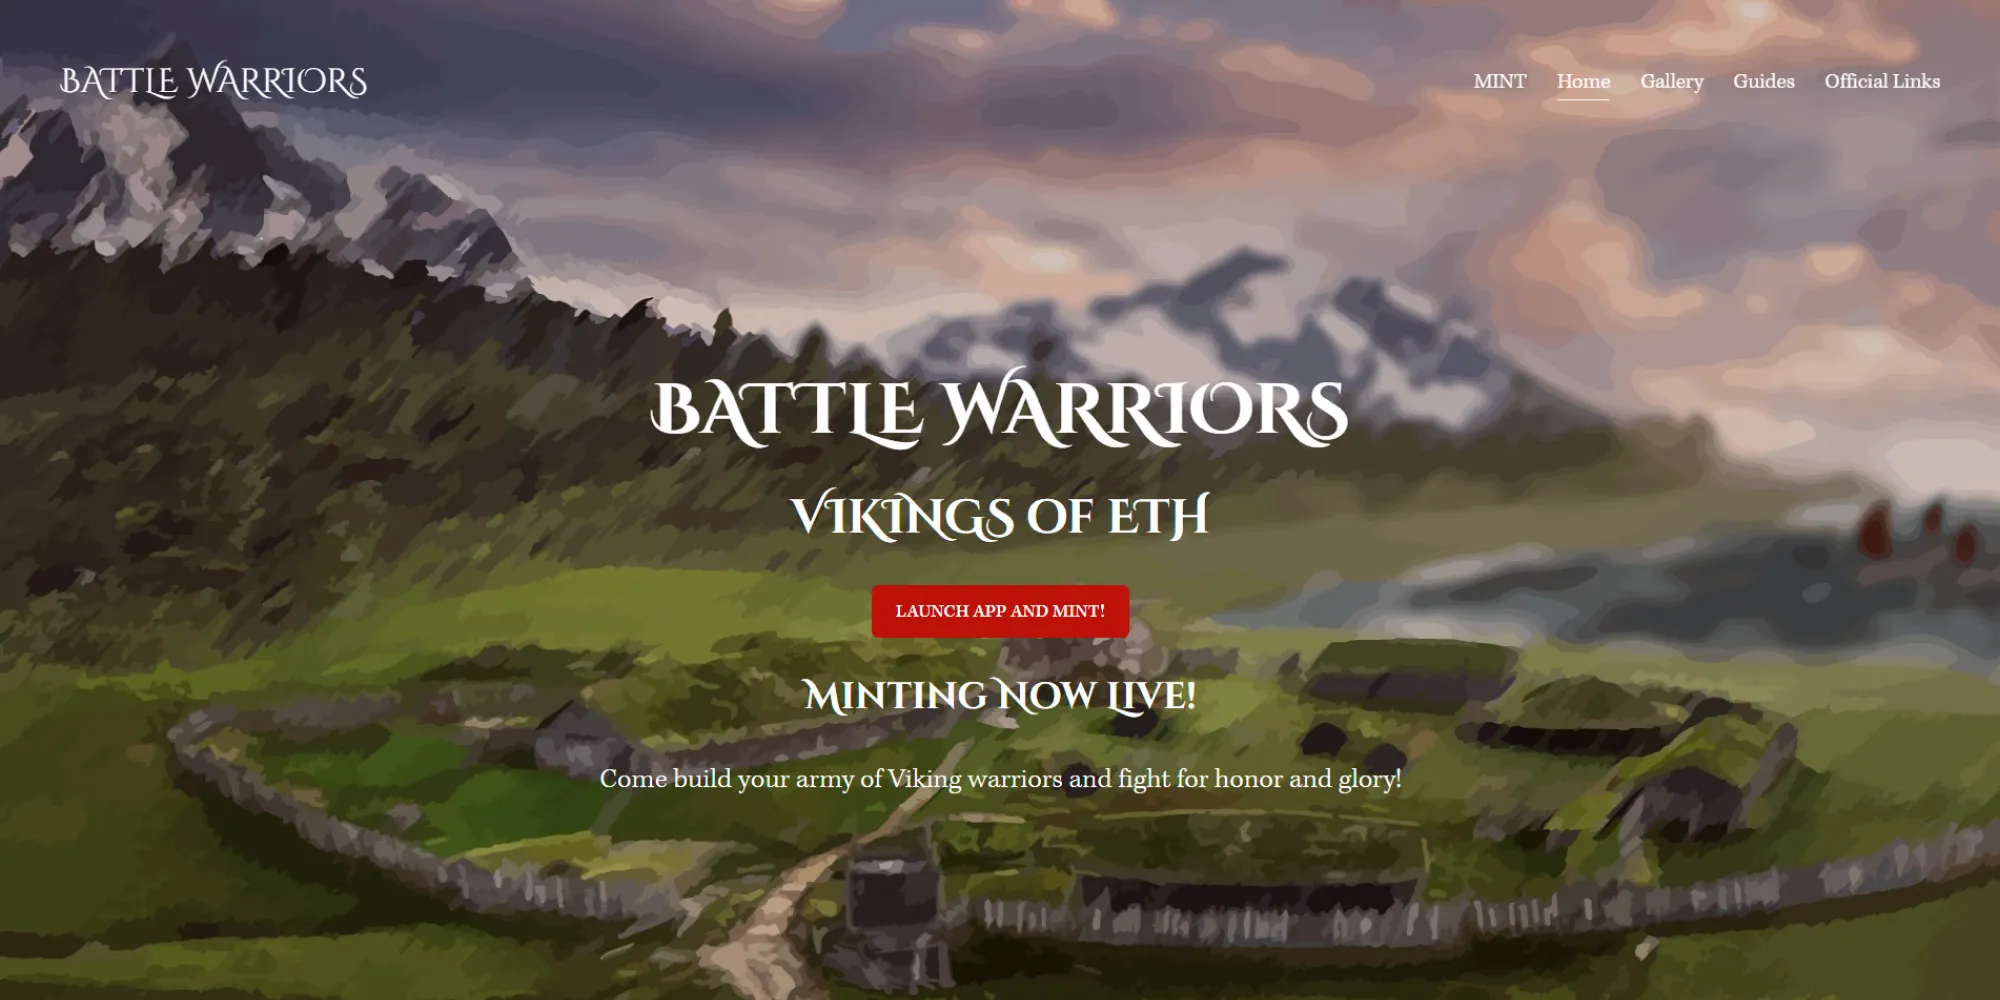 BATTLE WARRIORS
MINT Home Gallery Guides Official Links
BATTLE WARRIORS
VIKINGS OF ETH
LAUNCH APP AND MINT!
MINTING NOW LIVE!
Come build your army of Viking warriors and fight for honor and glory!